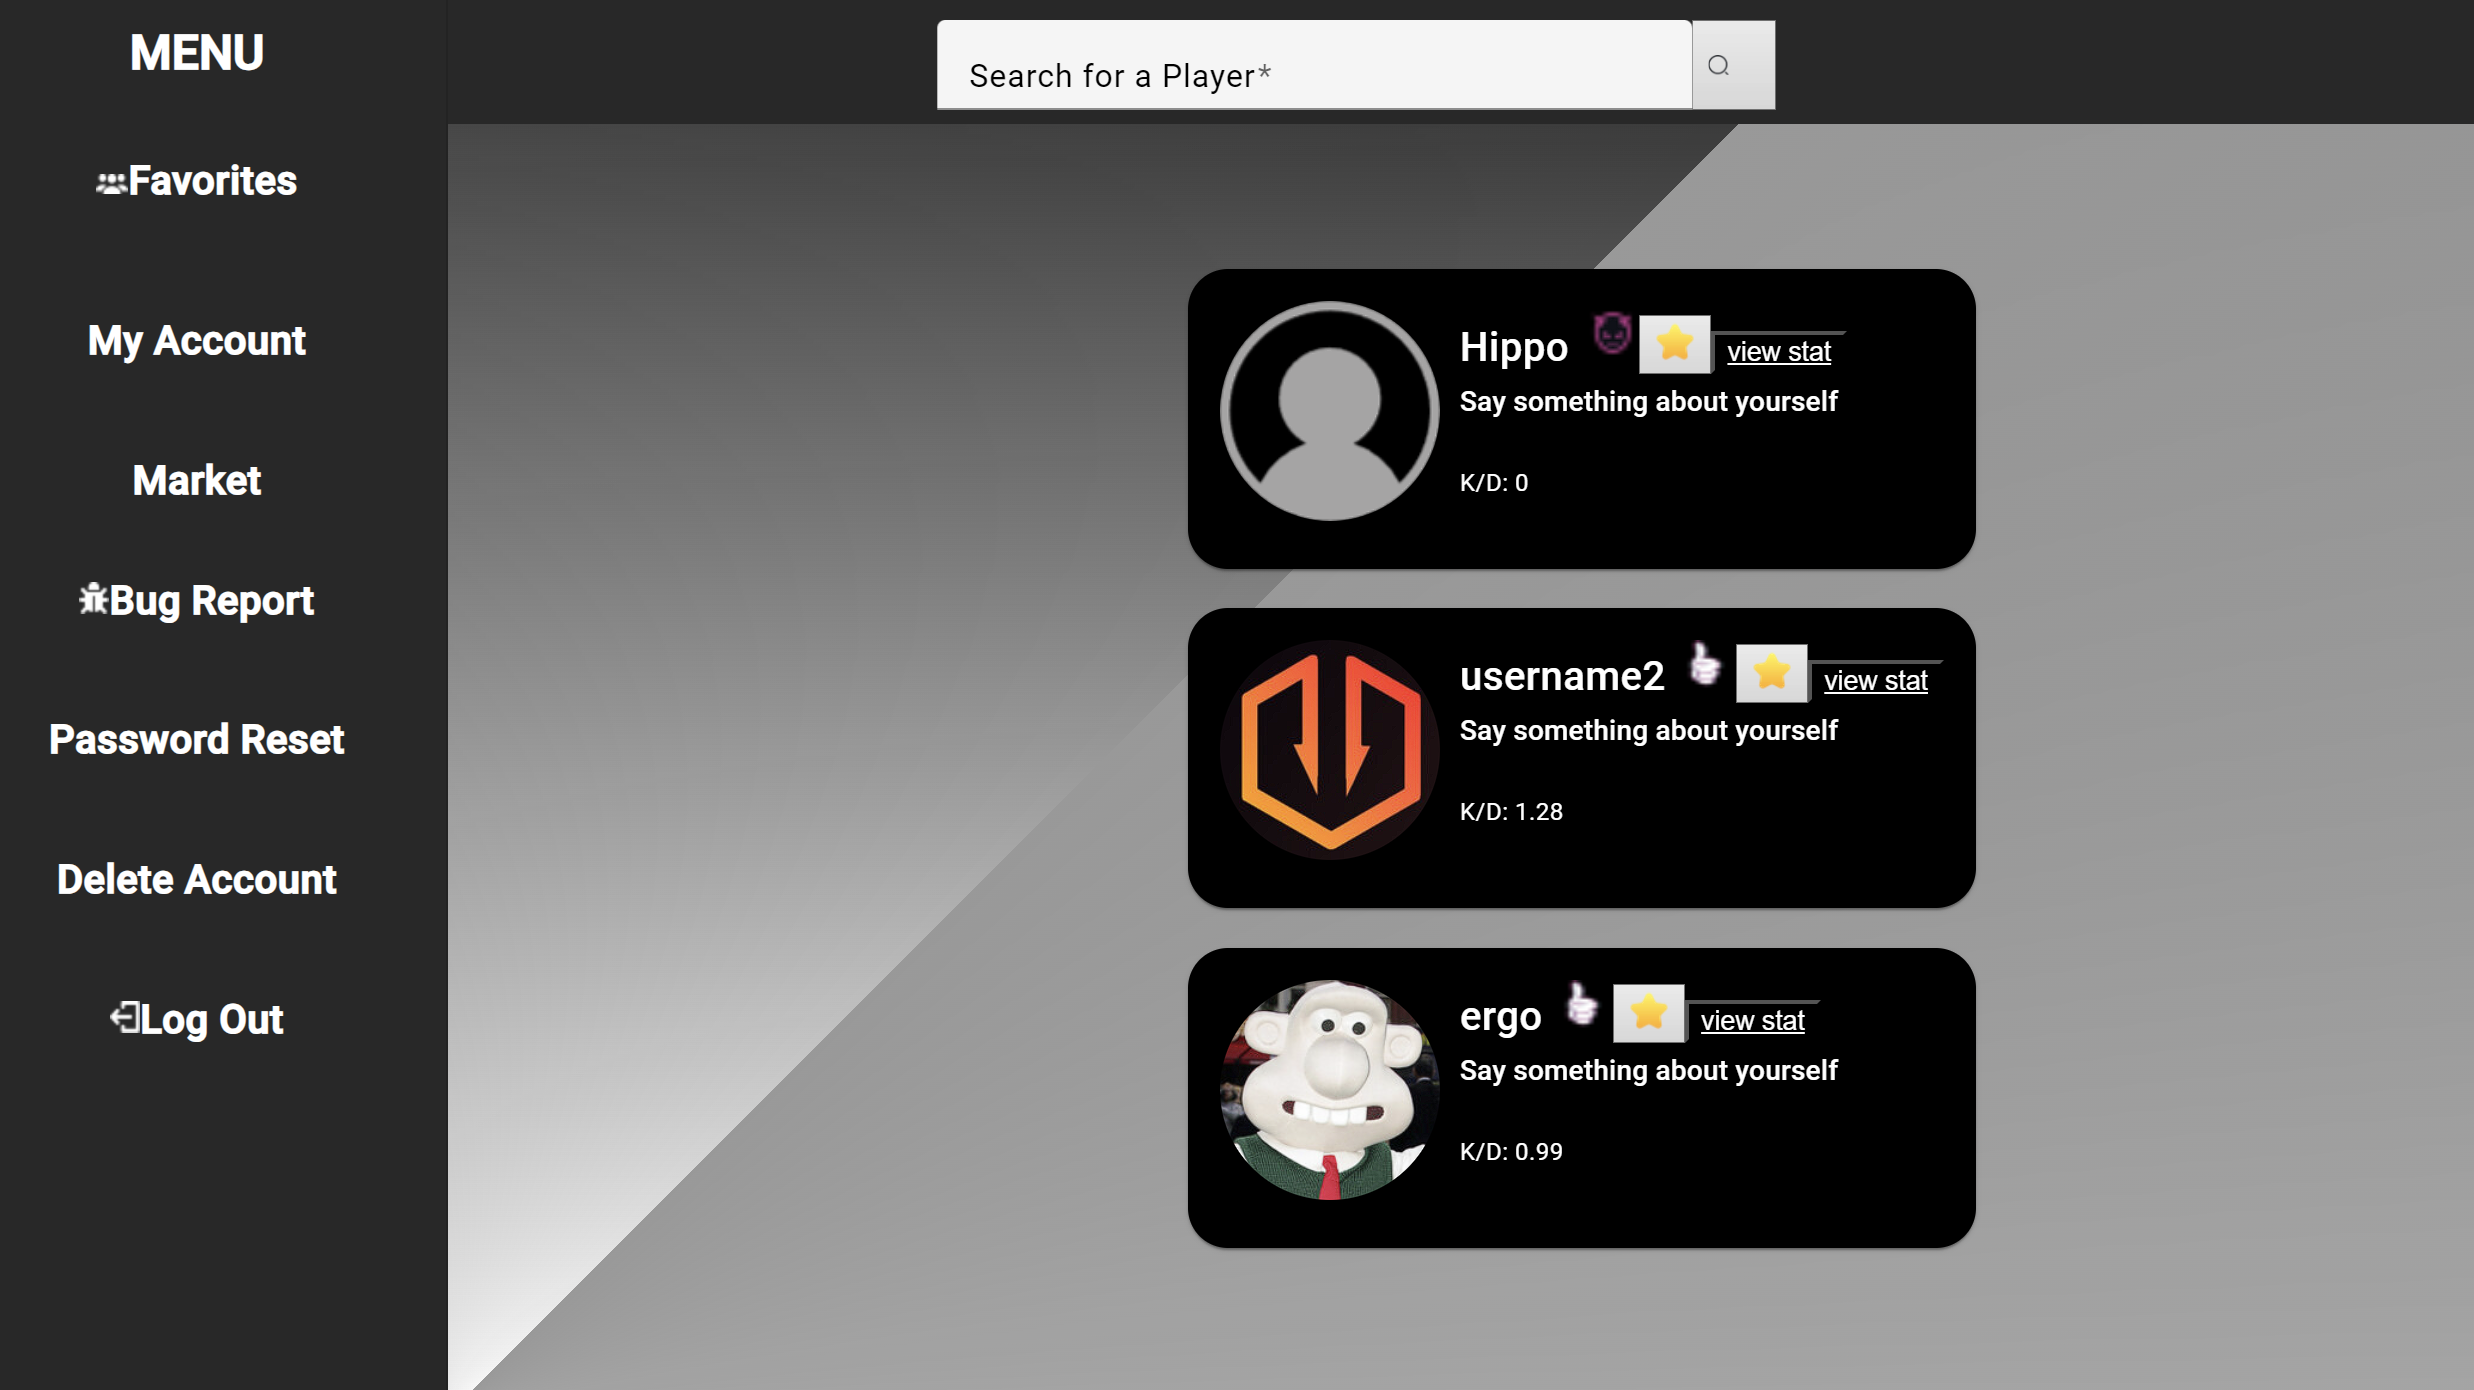 MENU
Search for a Player*
Favorites
My Account
Market
Bug Report
Password Reset
Delete Account
Log Out
Hippo view stat
Say something about yourself
K/D: 0
username2 view stat
Say something about yourself
K/D: 1.28
ergo view stat
Say something about yourself
K/D: 0.99